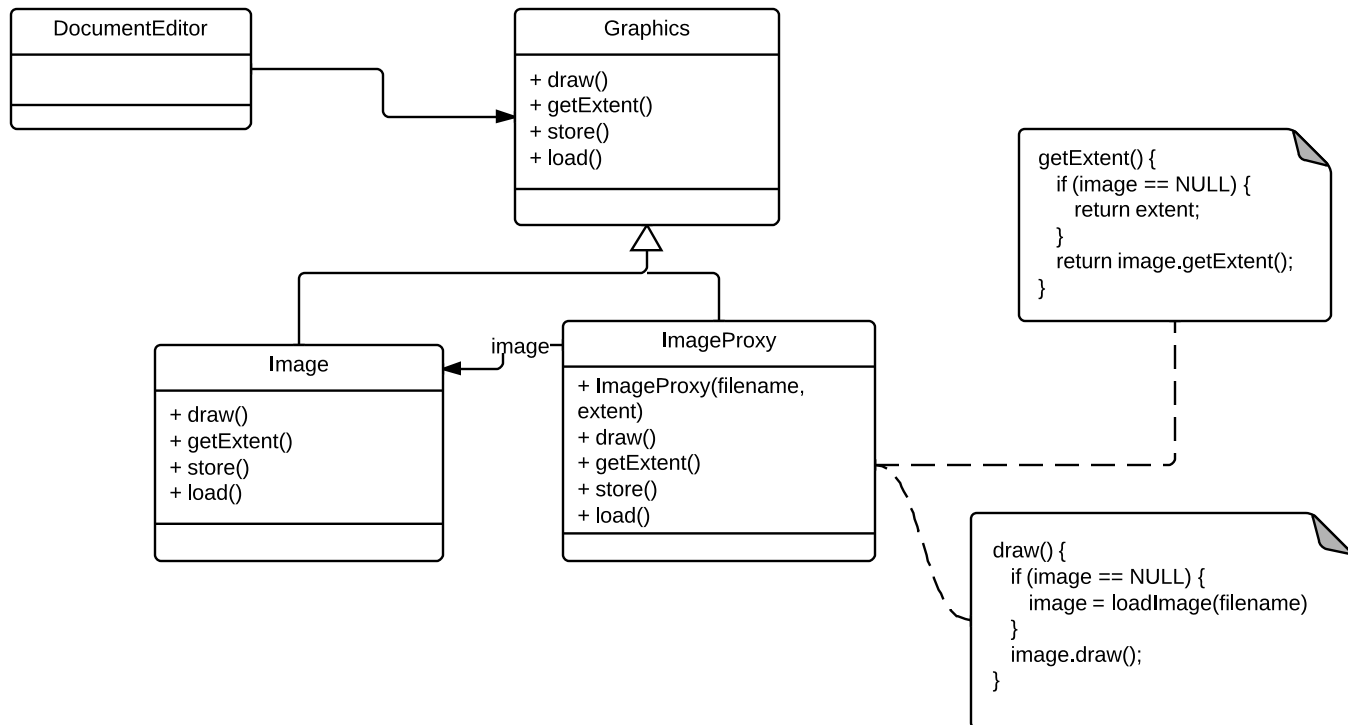 DocumentEditor
Graphics
+ draw()
+ getExtent()
+ store()
+ load()
getExtent() {
if (image == NULL) {
return extent;
}
return image.getExtent();
}
image
Image
+ draw()
+ getExtent()
+ store()
+ load()
ImageProxy
+ ImageProxy(filename,
extent)
+ draw()
+ getExtent()
+ store()
+ load()
draw() {
if (image == NULL) {
image = loadImage(filename)
}
image.draw();
}